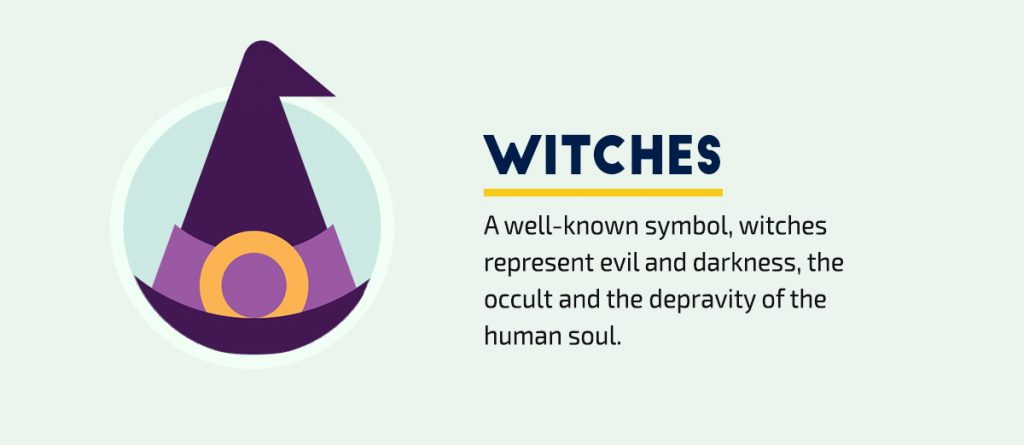 WITCHES
A well-known symbol, witches
represent evil and darkness, the
occult and the depravity of the
human soul.